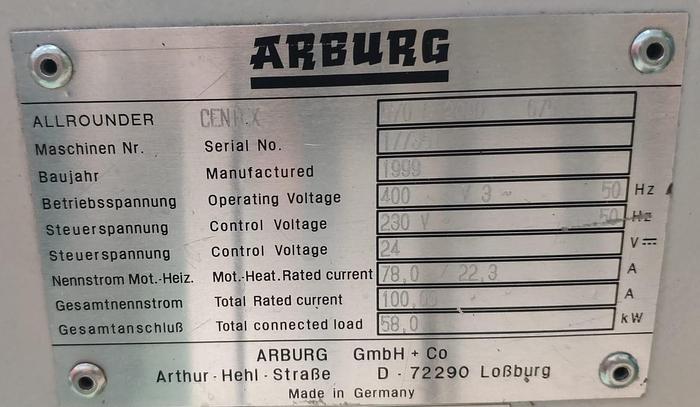 ARBURG
ALLROUNDER CENTEX
Maschinen Nr. Serial No.
Baujahr Manufactured 1999
Betriebsspannung Operating Voltage 400 V 3 ~ 50 Hz
Steuerspannung Control Voltage 230 V 50 Hz
Steuerspannung Control Voltage 24 V
Nennstrom Mot.-Heiz. Mot.-Heat.Rated current 78,0 / 22,3 A
Gesamtnennstrom Total Rated current A
Gesamtanschluß Total connected load 58,0 kW
ARBURG GmbH + Co
Arthur-Hehl-Straße D-72290 Loßburg
Made in Germany